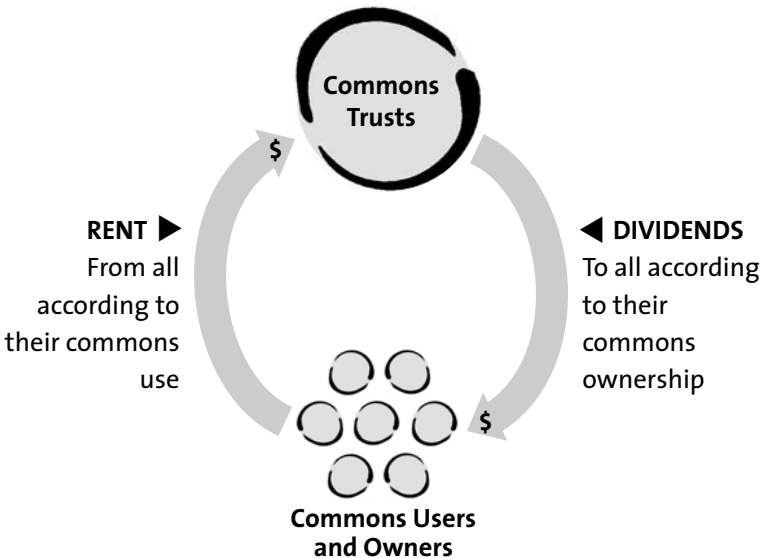 Commons
Trusts
$
RENT ▶
From all
according to
their commons
use
◀ DIVIDENDS
To all according
to their
commons
ownership
$
Commons Users
and Owners